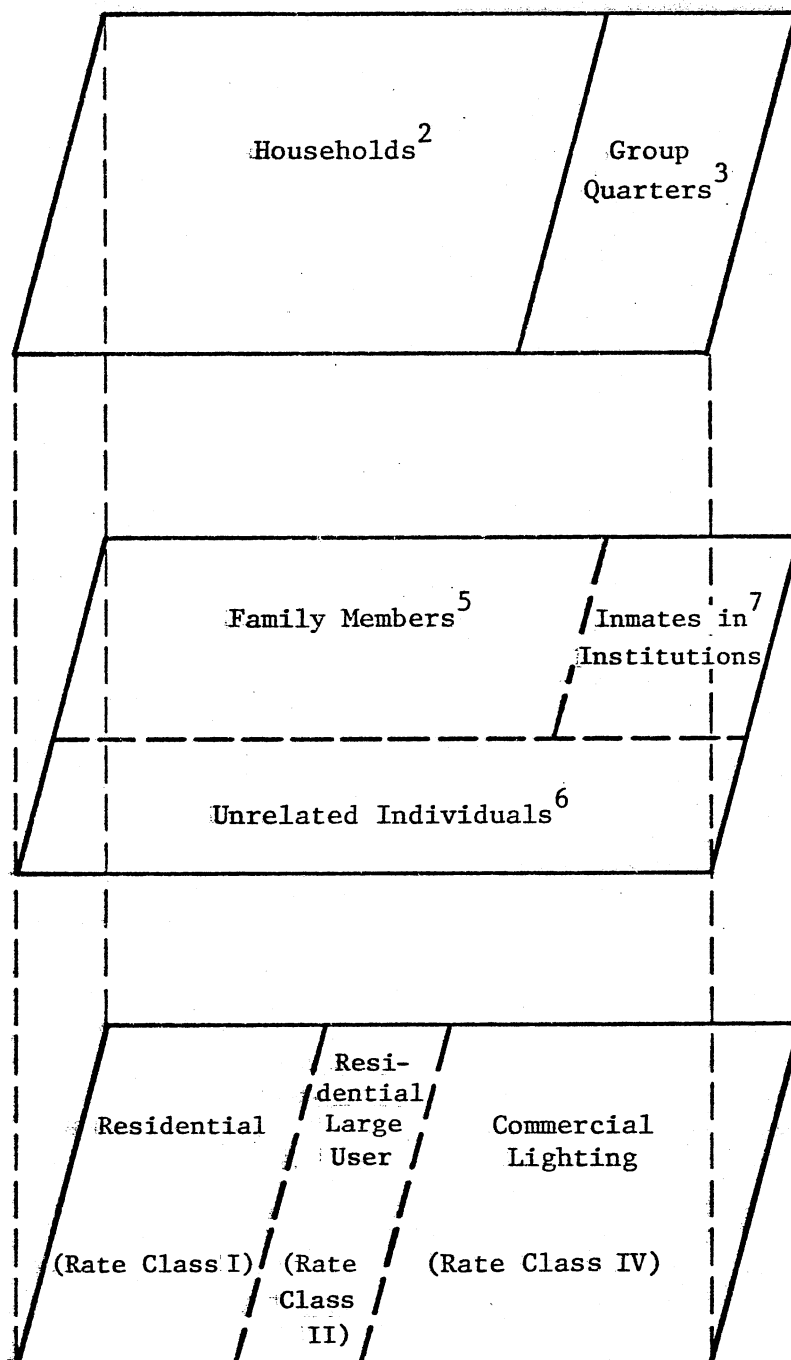 Households2
Group
Quarters3
Family Members5
Inmates in7
Institutions
Unrelated Individuals6
Resi-
dential
Large
User
Residential
Commercial
Lighting
(Rate Class I)
(Rate
Class
II)
(Rate Class IV)